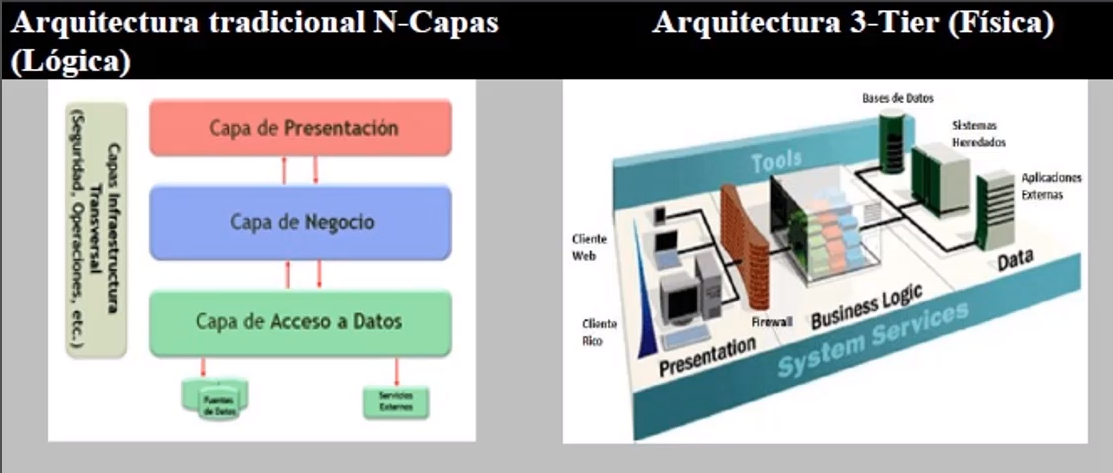 Arquitectura tradicional N-Capas
(Lógica)
Arquitectura 3-Tier (Física)
Capas Infraestructura
Transversal
(Seguridad, Operaciones, etc.)
Capa de Presentación
Capa de Negocio
Capa de Acceso a Datos
Fuentes
de Datos
Servicios
Externos
Bases de Datos
Sistemas
Heredados
Aplicaciones
Externas
Tools
Cliente
Web
Cliente
Rico
Firewall
Presentation
Business Logic
Data
System Services